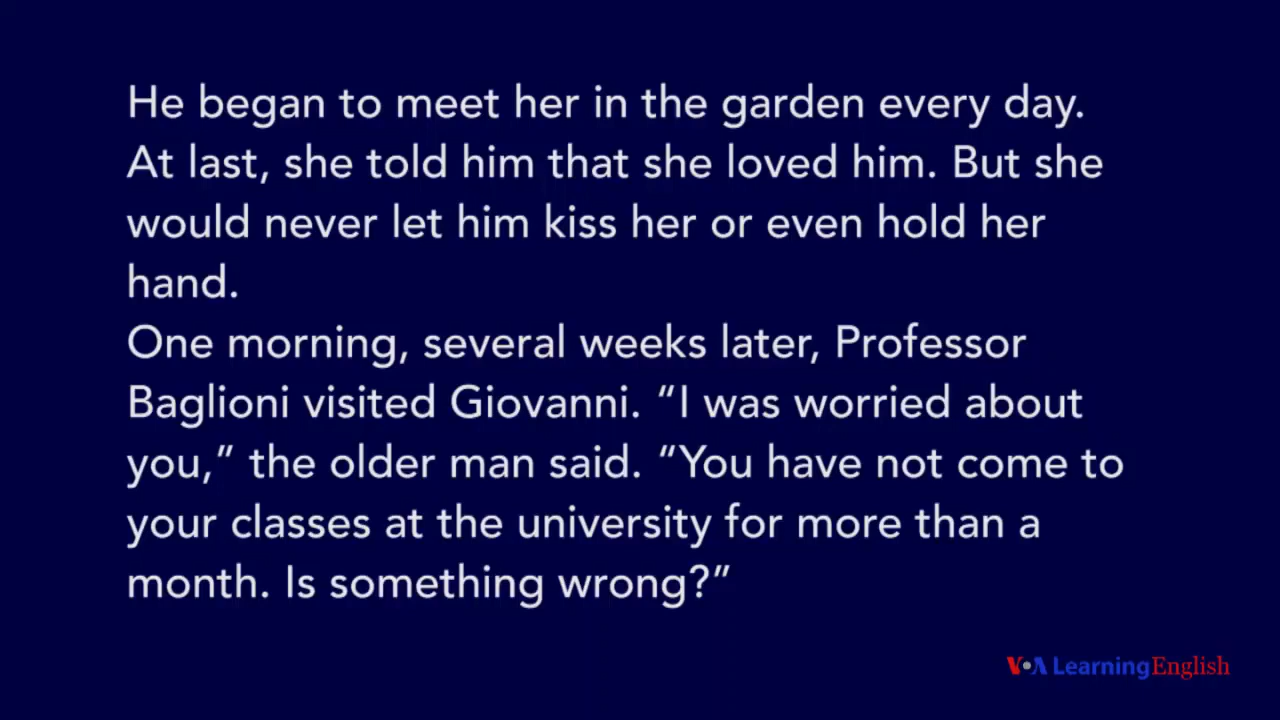 He began to meet her in the garden every day.
At last, she told him that she loved him. But she
would never let him kiss her or even hold her
hand.
One morning, several weeks later, Professor
Baglioni visited Giovanni. “I was worried about
you,” the older man said. “You have not come to
your classes at the university for more than a
month. Is something wrong?”
VOA LearningEnglish